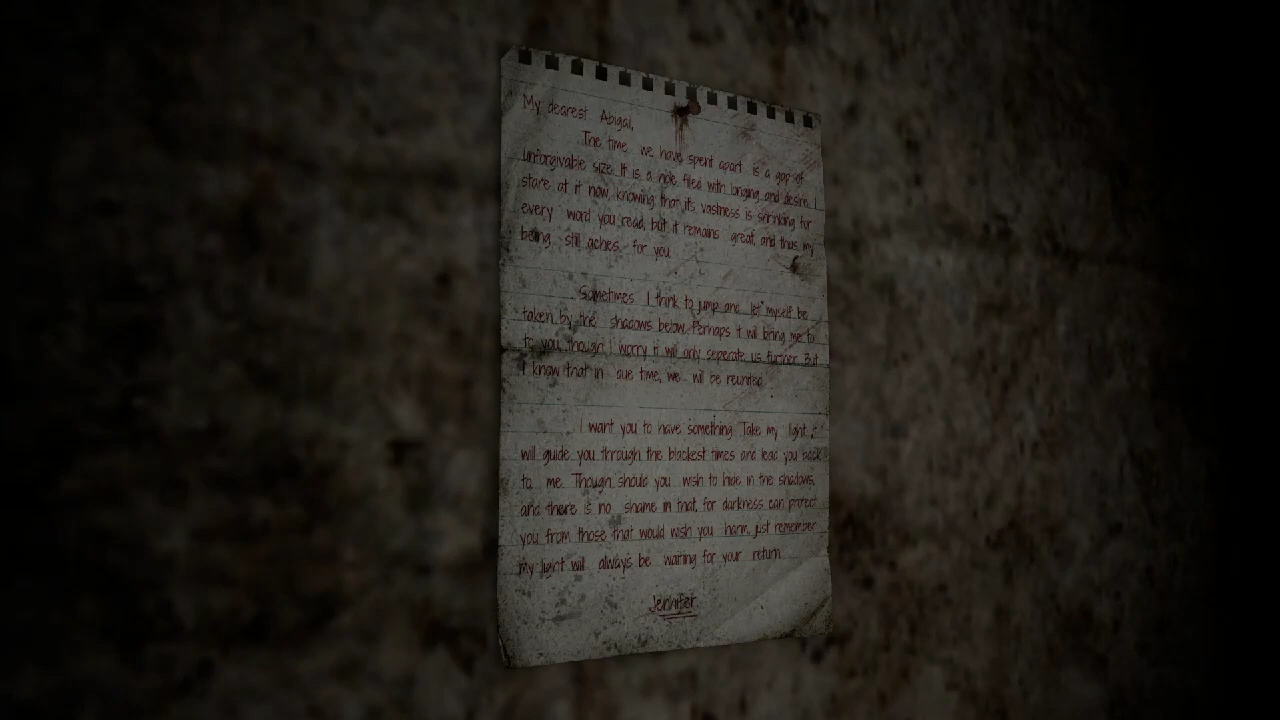 My dearest Abigal,
The time we have spent apart is a gap of
unforgivable size. It is a hole filled with longing and desire. I
stare at it now, knowing that its vastness is shrinking for
every word you read, but it remains great, and thus my
being still aches for you.
Sometimes I think to jump and let myself be
taken by the shadows below. Perhaps it will bring me to
to you, though I worry it will only seperate us further. But
I know that in due time, we will be reunited.
I want you to have something. Take my light, it
will guide you through the blackest times and lead you back
to me. Though should you wish to hide in the shadows,
and there is no shame in that, for darkness can protect
you from those that would wish you harm, just remember
my light will always be waiting for your return.
Jennifer